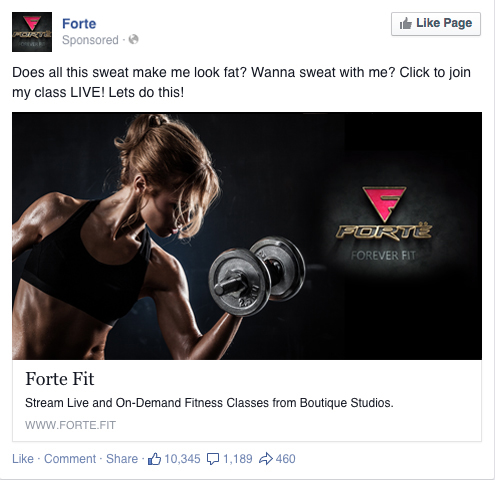 Forte
Like Page
Sponsored ·
Does all this sweat make me look fat? Wanna sweat with me? Click to join
my class LIVE! Lets do this!
FORTË
FOREVER FIT
Forte Fit
Stream Live and On-Demand Fitness Classes from Boutique Studios.
WWW.FORTE.FIT
Like · Comment · Share · 10,345 1,189 460